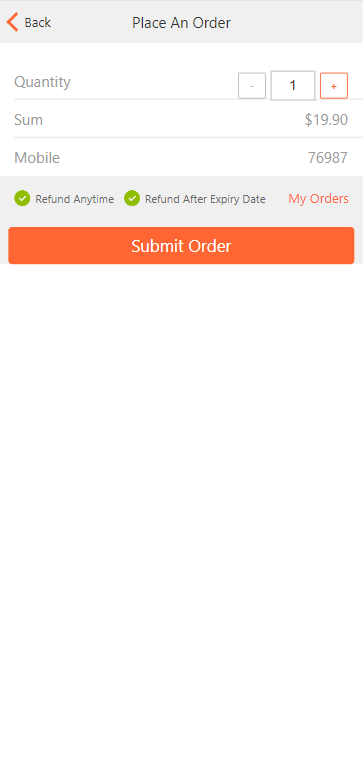 Back
Place An Order
Quantity - 1 +
Sum $19.90
Mobile 76987
Refund Anytime Refund After Expiry Date My Orders
Submit Order